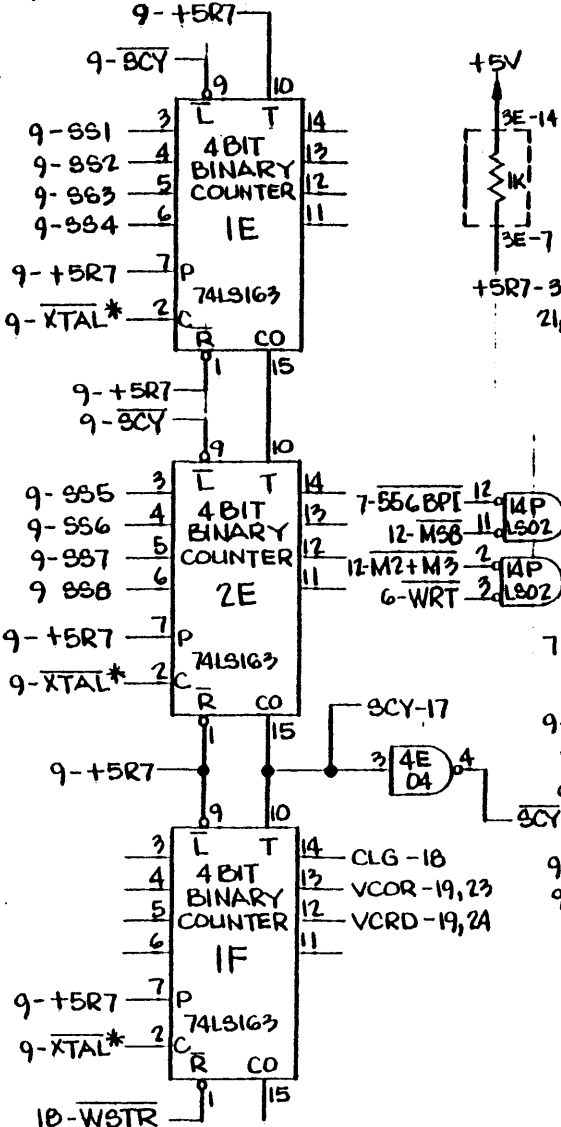 9-+5R7
9-SCY
9
10
L
T
9-SS1
3
14
9-SS2
4
13
9-SS3
5
12
9-SS4
6
11
4 BIT
BINARY
COUNTER
1E
9-+5R7
7
P
74LS163
9-XTAL*
2
C
R
CO
1
15
9-+5R7
9-SCY
9
10
L
T
9-SS5
3
14
9-SS6
4
13
9-SS7
5
12
9 SS8
6
11
4 BIT
BINARY
COUNTER
2E
9-+5R7
7
P
74LS163
9-XTAL*
2
C
R
CO
1
15
9-+5R7
SCY-17
3
4E
04
4
SCY
9
10
L
T
3
14
CLG-18
4
13
VCOR-19,23
5
12
VCRD-19,24
6
11
4 BIT
BINARY
COUNTER
1F
9-+5R7
7
P
74LS163
9-XTAL*
2
C
R
CO
1
15
18-WSTR
+5V
3E-14
1K
3E-7
+5R7-3
21,
7-556BPI
12
14P
LS02
12-MSB
11
12-M2+M3
2
14P
LS02
6-WRT
3
7
9-
9
9